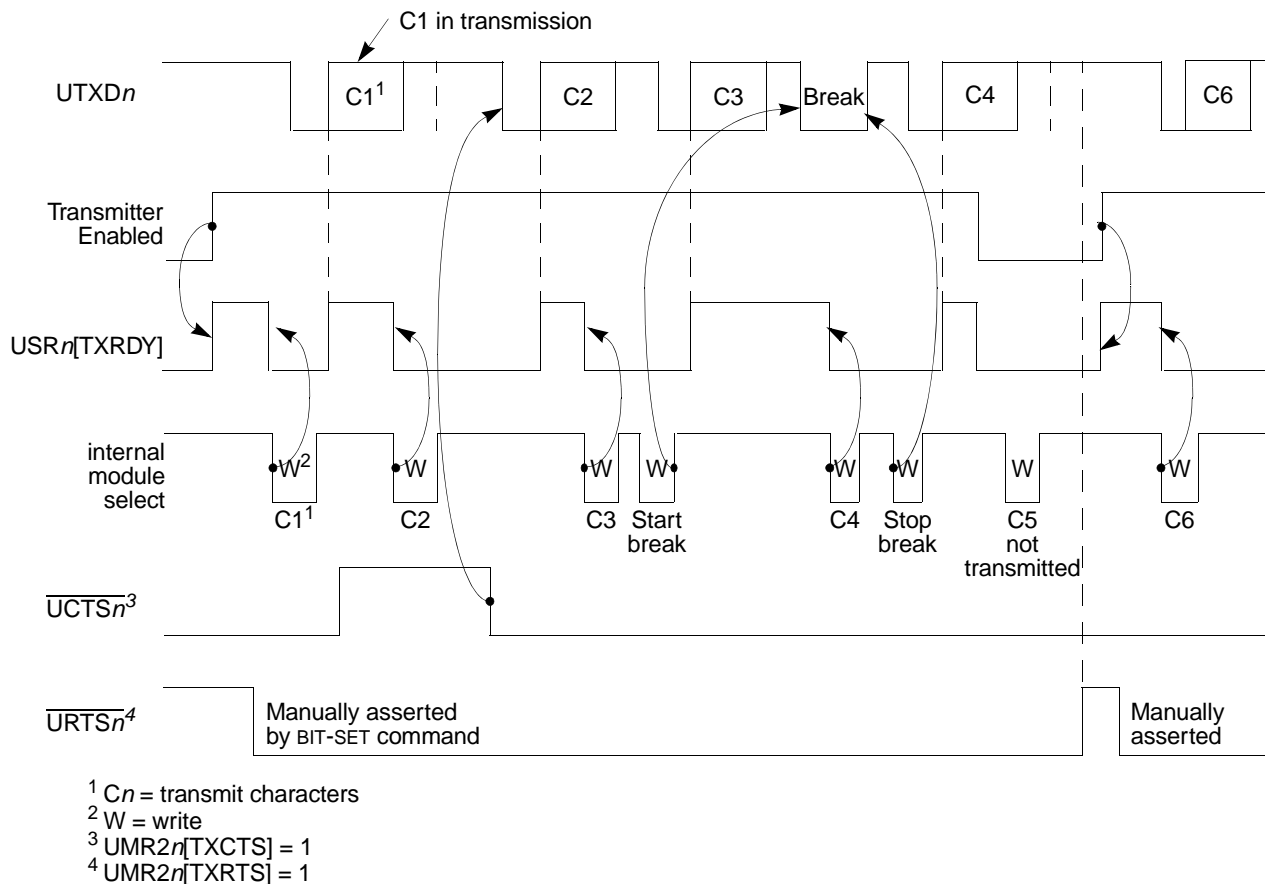 C1 in transmission
UTXDn
C1¹
C2
C3
Break
C4
C6
Transmitter
Enabled
USRn[TXRDY]
internal
module
select
W²
W
W
W
W
W
W
W
C1¹
C2
C3
Start
break
C4
Stop
break
C5
not
transmitted
C6
UCTSn³
URTSn⁴
Manually asserted
by BIT-SET command
Manually
asserted
¹ Cn = transmit characters
² W = write
³ UMR2n[TXCTS] = 1
⁴ UMR2n[TXRTS] = 1